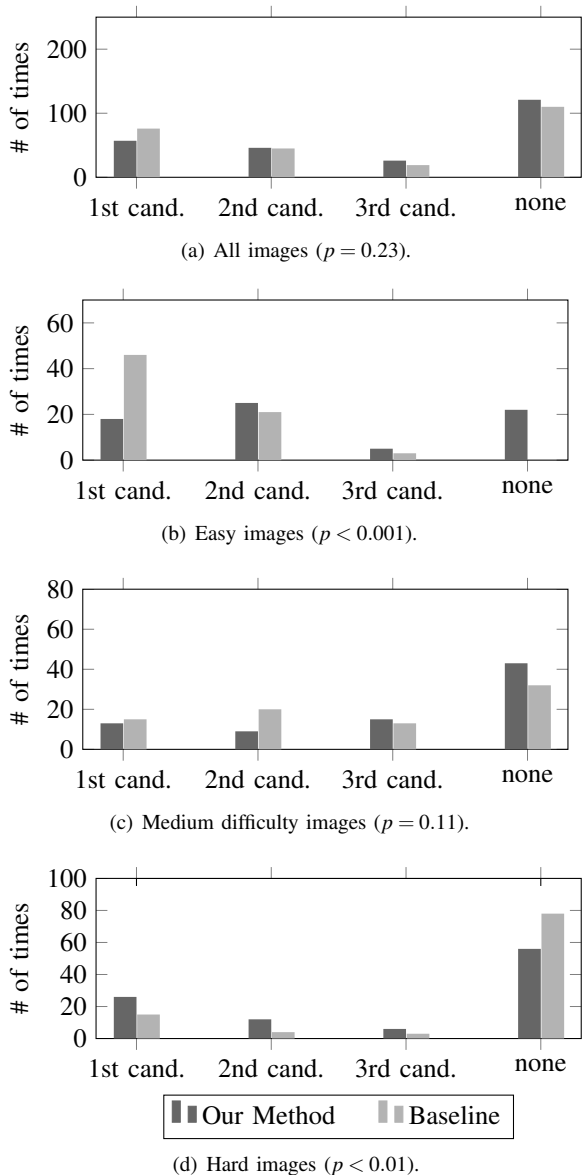 # of times
200
100
0
1st cand. 2nd cand. 3rd cand. none
(a) All images (p = 0.23).
# of times
60
40
20
0
1st cand. 2nd cand. 3rd cand. none
(b) Easy images (p < 0.001).
# of times
80
60
40
20
0
1st cand. 2nd cand. 3rd cand. none
(c) Medium difficulty images (p = 0.11).
# of times
100
80
60
40
20
0
1st cand. 2nd cand. 3rd cand. none
Our Method Baseline
(d) Hard images (p < 0.01).